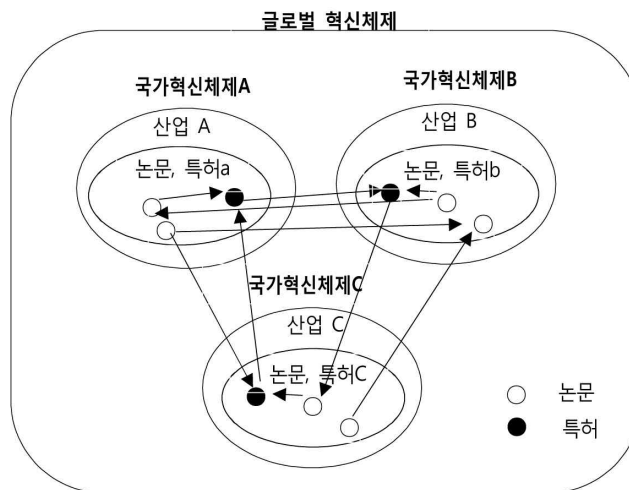 글로벌 혁신체제
국가혁신체제A
국가혁신체제B
산업 A
산업 B
논문, 특허a
논문, 특허b
국가혁신체제C
산업 C
논문, 특허C
논문
특허